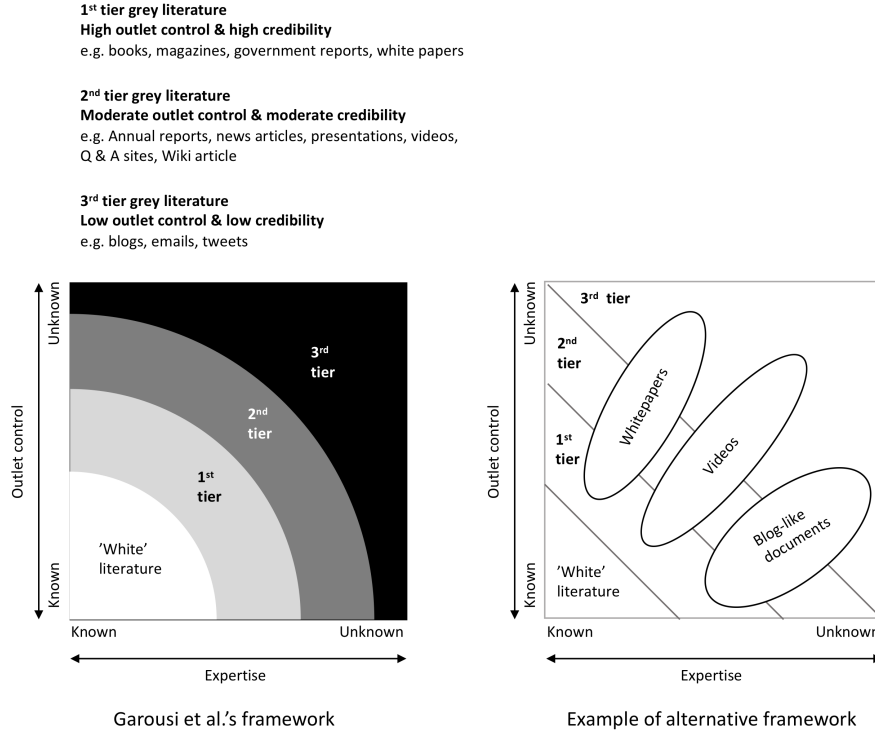 1st tier grey literature
High outlet control & high credibility
e.g. books, magazines, government reports, white papers
2nd tier grey literature
Moderate outlet control & moderate credibility
e.g. Annual reports, news articles, presentations, videos,
Q & A sites, Wiki article
3rd tier grey literature
Low outlet control & low credibility
e.g. blogs, emails, tweets
Outlet control
Unknown
Known
3rd
tier
2nd
tier
1st
tier
’White’
literature
Known
Unknown
Expertise
Garousi et al.’s framework
Outlet control
Unknown
Known
3rd tier
2nd
tier
1st
tier
Whitepapers
Videos
Blog-like
documents
’White’
literature
Known
Unknown
Expertise
Example of alternative framework